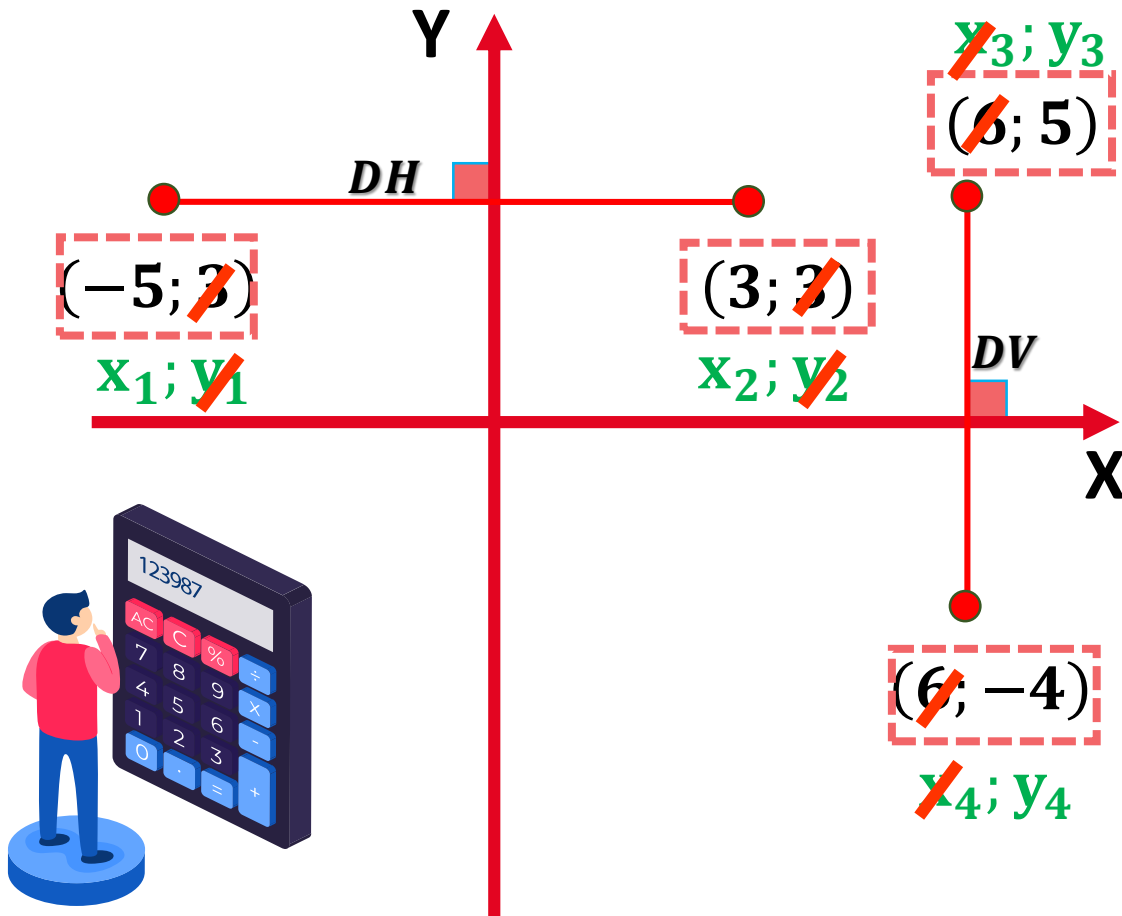 Y
x₃; y₃
(6; 5)
DH
(−5; 3)
x₁; y₁
(3; 3)
x₂; y₂
DV
X
123987
AC C % ÷
7 8 9 x
4 5 6 -
1 2 3 +
0 . =
(6; −4)
x₄; y₄